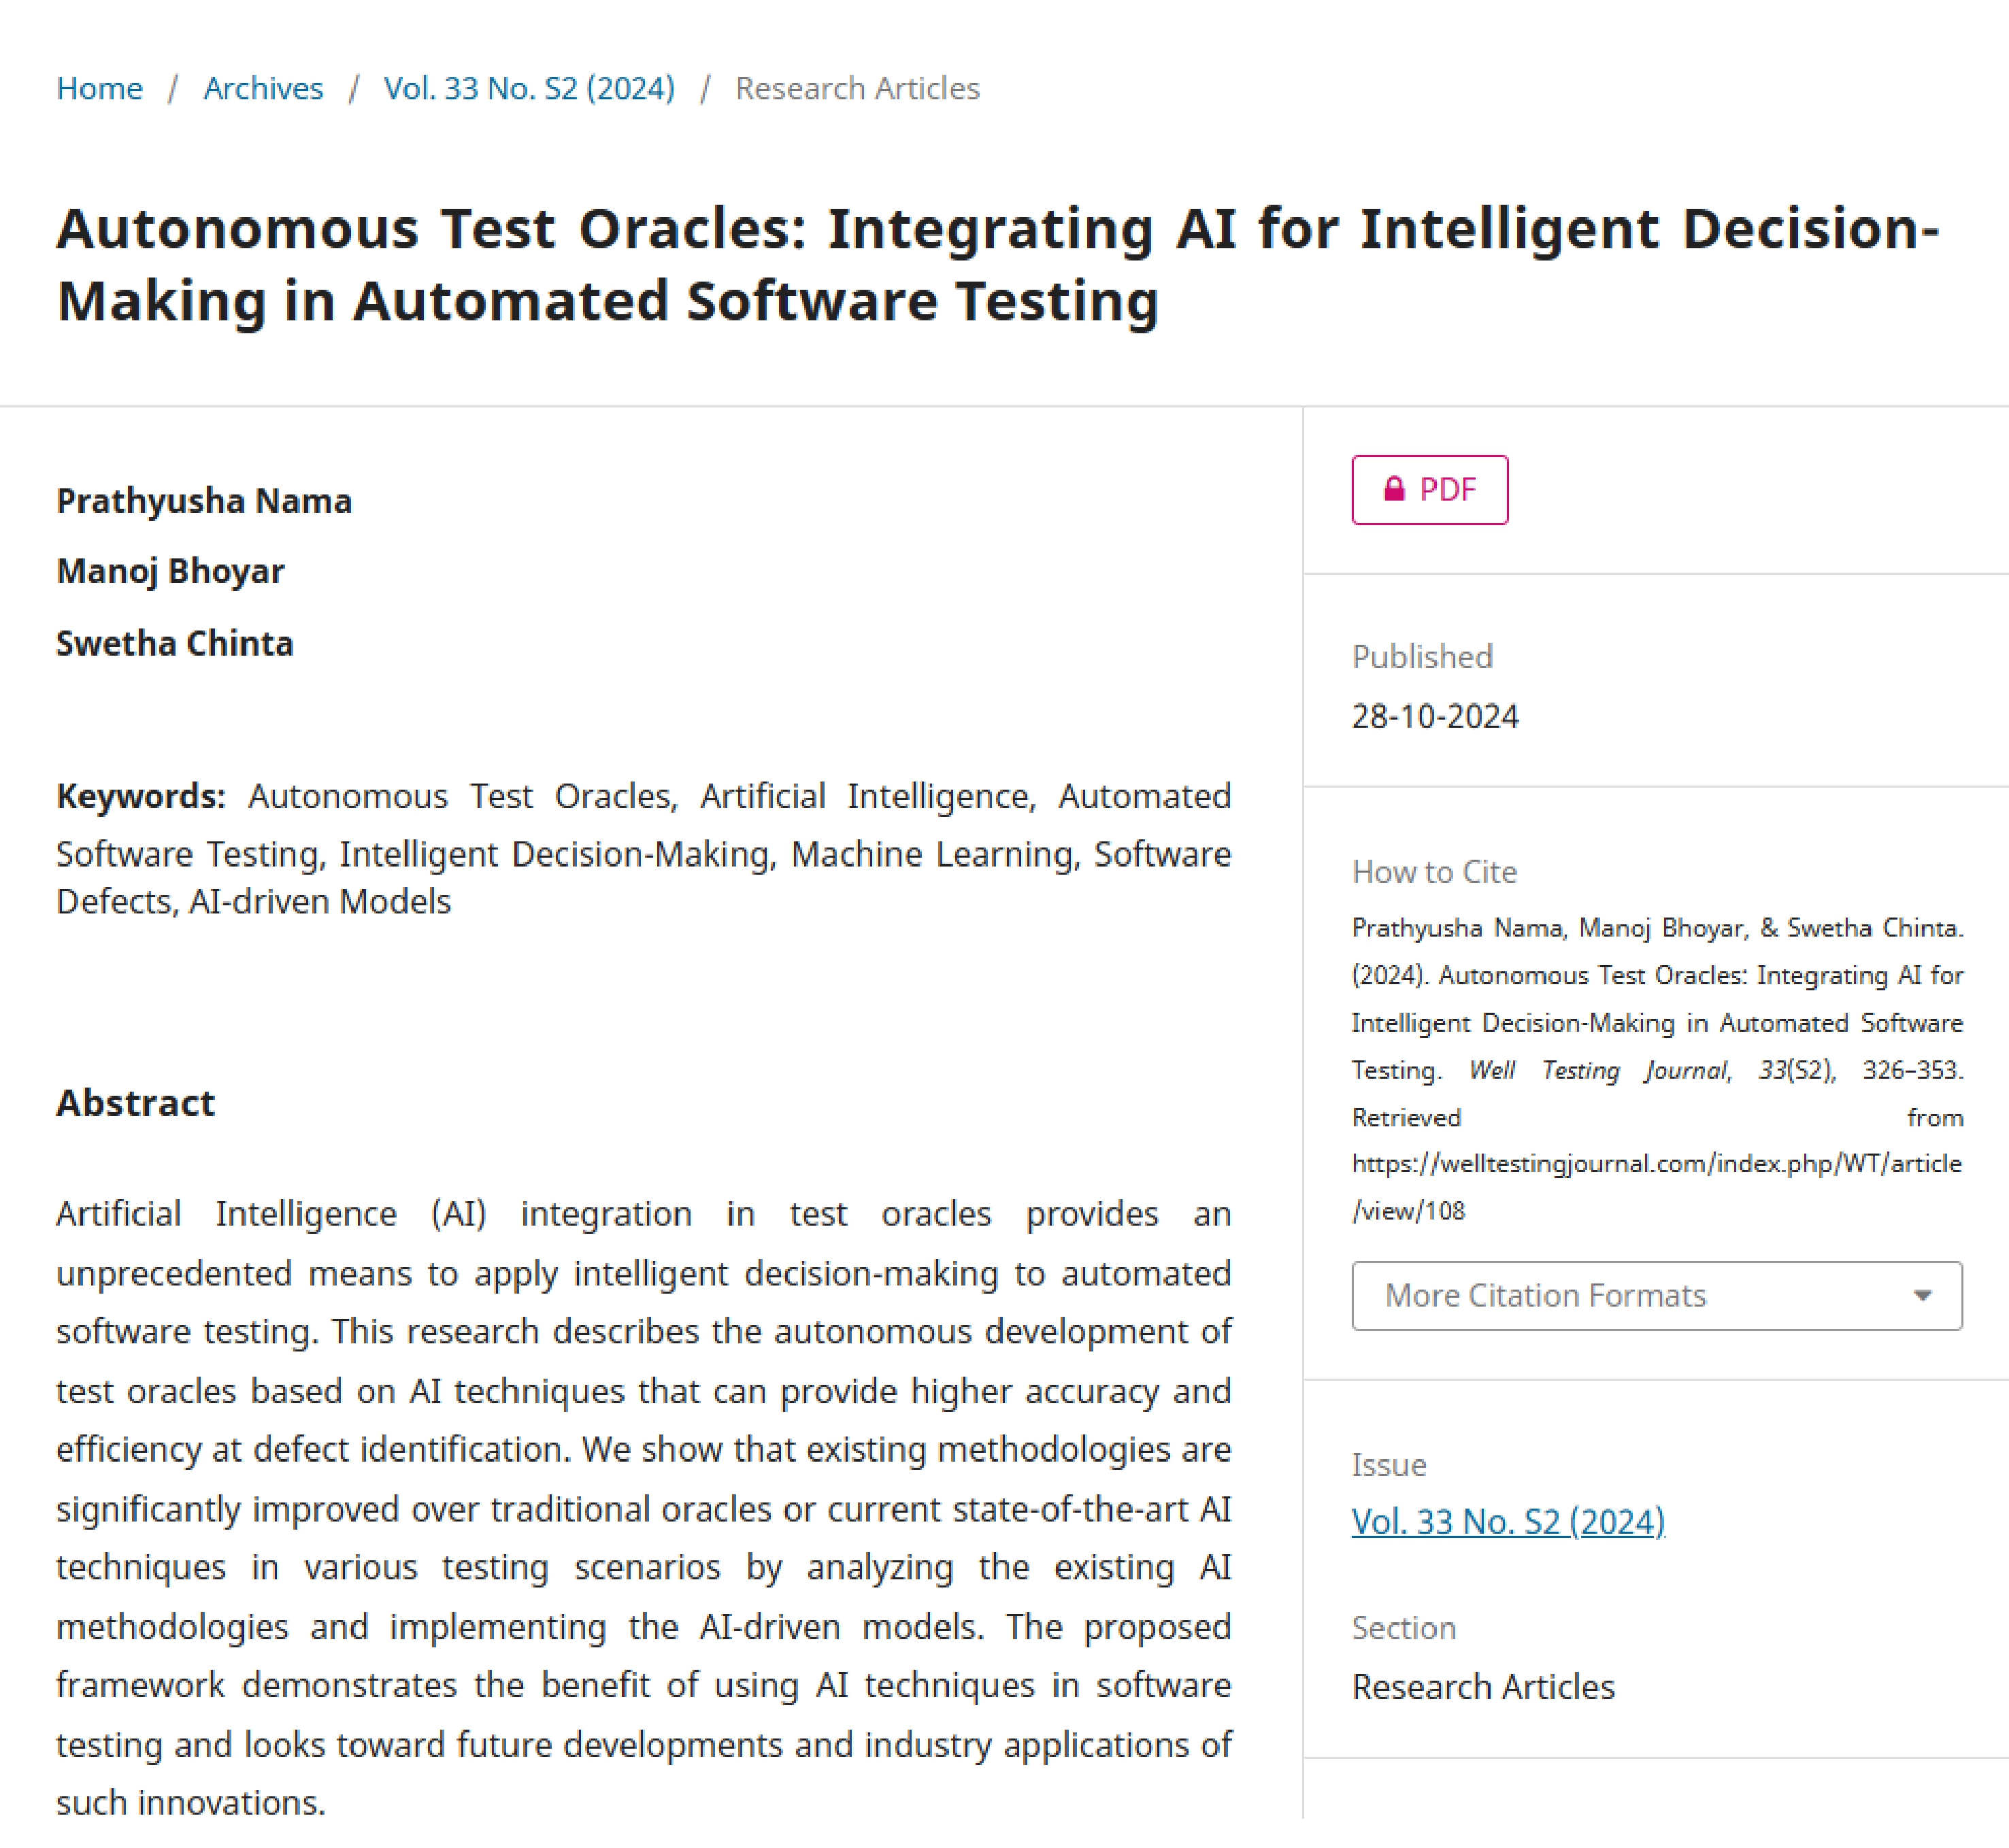 Home / Archives / Vol. 33 No. S2 (2024) / Research Articles
Autonomous Test Oracles: Integrating AI for Intelligent Decision-
Making in Automated Software Testing
Prathyusha Nama
Manoj Bhoyar
Swetha Chinta
Keywords: Autonomous Test Oracles, Artificial Intelligence, Automated
Software Testing, Intelligent Decision-Making, Machine Learning, Software
Defects, AI-driven Models
Abstract
Artificial Intelligence (AI) integration in test oracles provides an
unprecedented means to apply intelligent decision-making to automated
software testing. This research describes the autonomous development of
test oracles based on AI techniques that can provide higher accuracy and
efficiency at defect identification. We show that existing methodologies are
significantly improved over traditional oracles or current state-of-the-art AI
techniques in various testing scenarios by analyzing the existing AI
methodologies and implementing the AI-driven models. The proposed
framework demonstrates the benefit of using AI techniques in software
testing and looks toward future developments and industry applications of
such innovations.
PDF
Published
28-10-2024
How to Cite
Prathyusha Nama, Manoj Bhoyar, & Swetha Chinta.
(2024). Autonomous Test Oracles: Integrating AI for
Intelligent Decision-Making in Automated Software
Testing. Well Testing Journal, 33(S2), 326–353.
Retrieved from
https://welltestingjournal.com/index.php/WT/article
/view/108
More Citation Formats
Issue
Vol. 33 No. S2 (2024)
Section
Research Articles